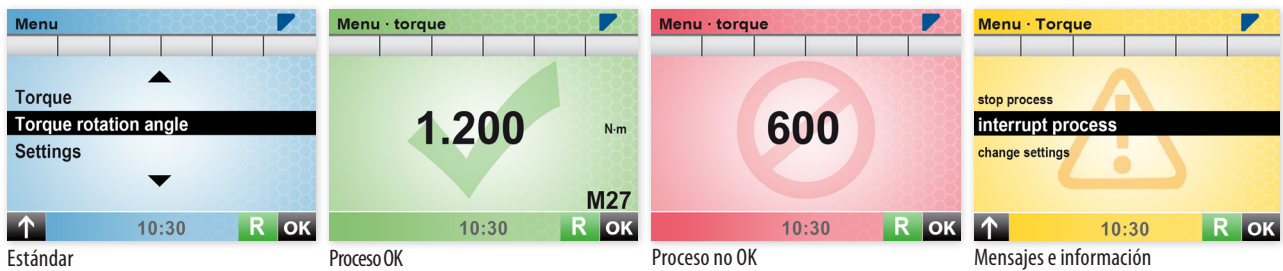 Menu
Torque
Torque rotation angle
Settings
10:30
R
OK
Estándar
Menu · torque
1.200
N·m
M27
10:30
R
OK
Proceso OK
Menu · torque
600
10:30
R
OK
Proceso no OK
Menu · Torque
stop process
interrupt process
change settings
10:30
R
OK
Mensajes e información